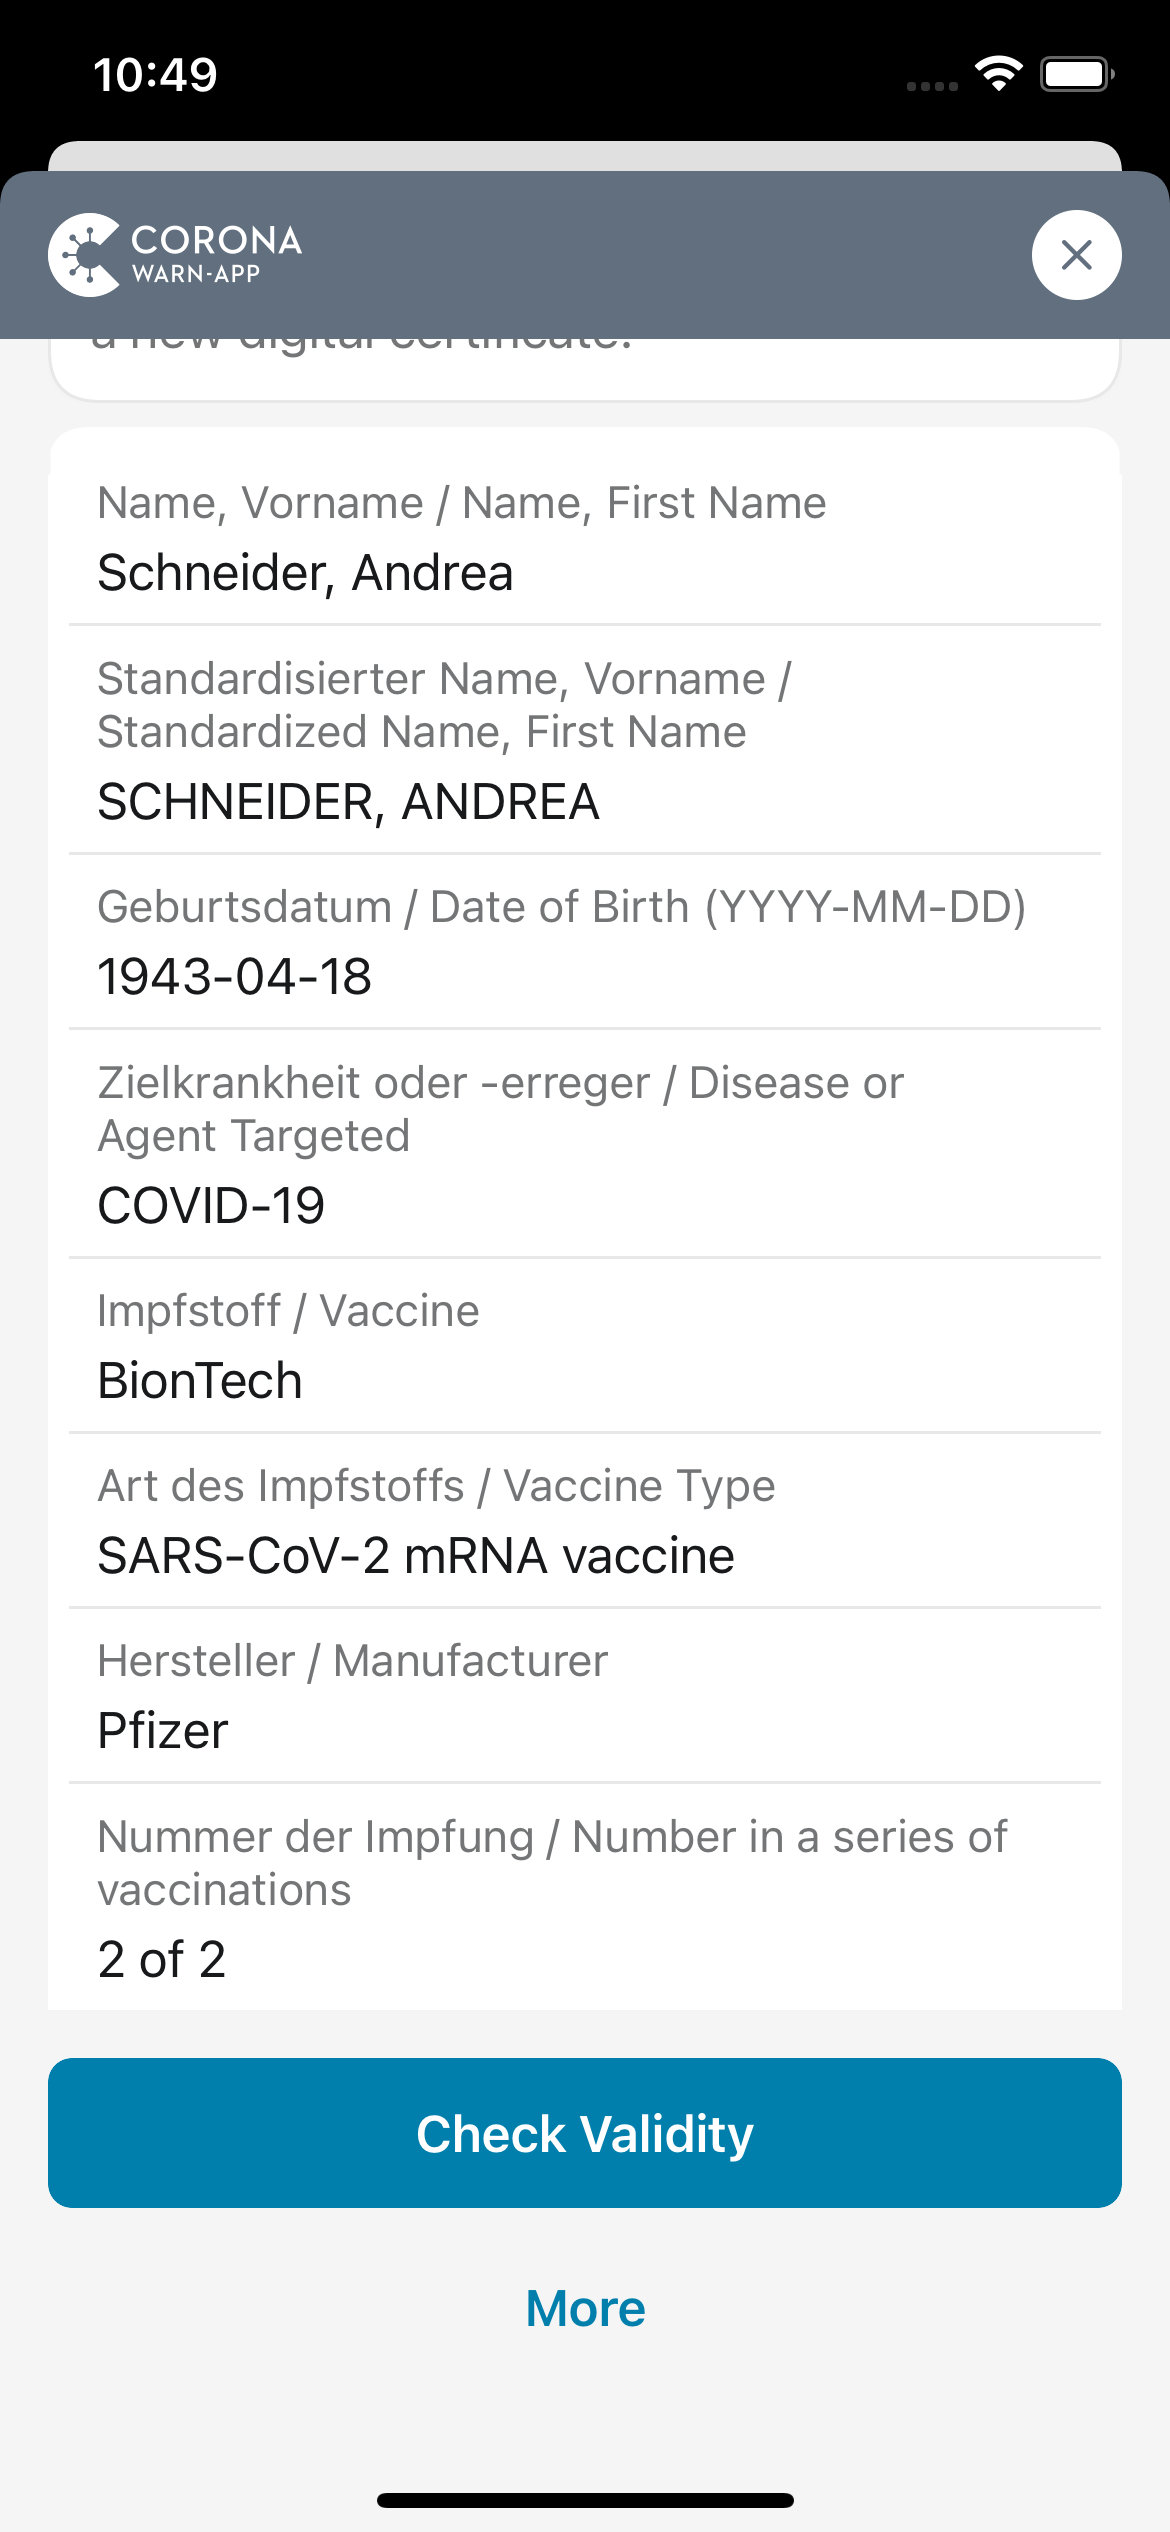 10:49
CORONA
WARN-APP
a new digital certificate.
Name, Vorname / Name, First Name
Schneider, Andrea
Standardisierter Name, Vorname /
Standardized Name, First Name
SCHNEIDER, ANDREA
Geburtsdatum / Date of Birth (YYYY-MM-DD)
1943-04-18
Zielkrankheit oder -erreger / Disease or
Agent Targeted
COVID-19
Impfstoff / Vaccine
BionTech
Art des Impfstoffs / Vaccine Type
SARS-CoV-2 mRNA vaccine
Hersteller / Manufacturer
Pfizer
Nummer der Impfung / Number in a series of
vaccinations
2 of 2
Check Validity
More